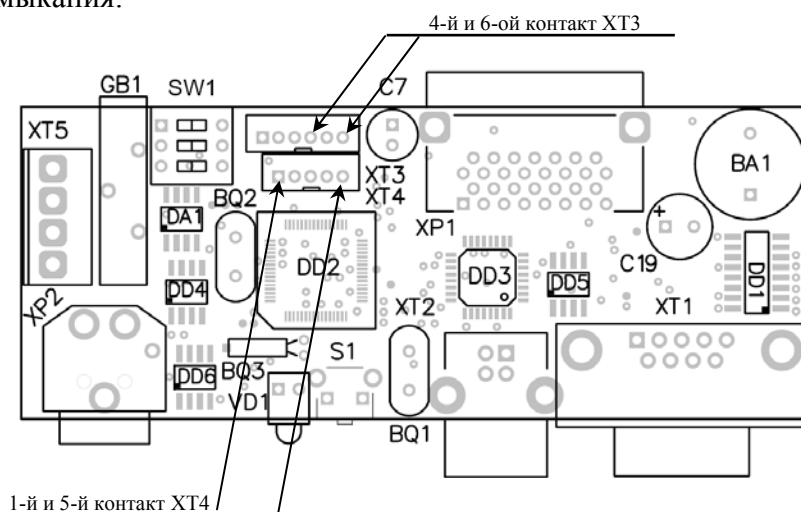 мыкания:
4-й и 6-ой контакт XT3
GB1
SW1
C7
XT5
BA1
XT3
XT4
BQ2
XP1
DA1
C19
DD2
DD3
DD4
DD5
DD1
XP2
XT2
XT1
S1
BQ3
DD6
VD1
BQ1
1-й и 5-й контакт XT4